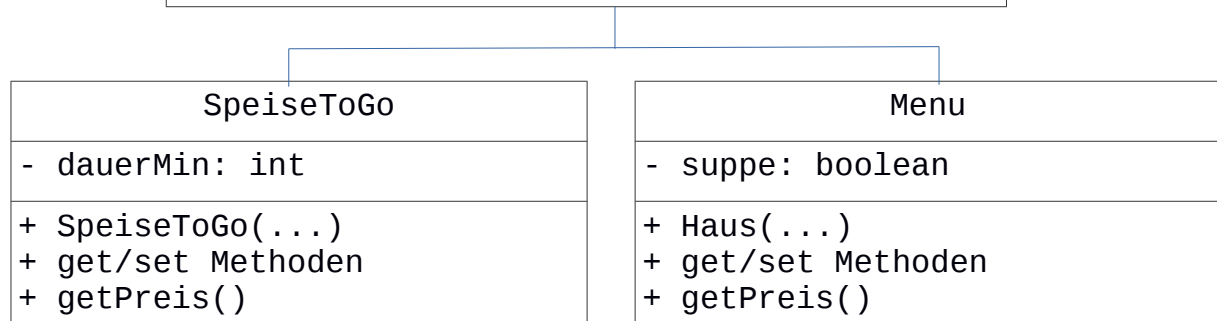 SpeiseToGo
- dauerMin: int
+ SpeiseToGo(...)
+ get/set Methoden
+ getPreis()
Menu
- suppe: boolean
+ Haus(...)
+ get/set Methoden
+ getPreis()